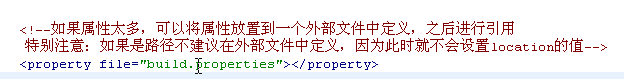 <!--如果属性太多，可以将属性放置到一个外部文件中定义，之后进行引用
特别注意：如果是路径不建议在外部文件中定义，因为此时就不会设置location的值-->
<property file="build.properties"></property>